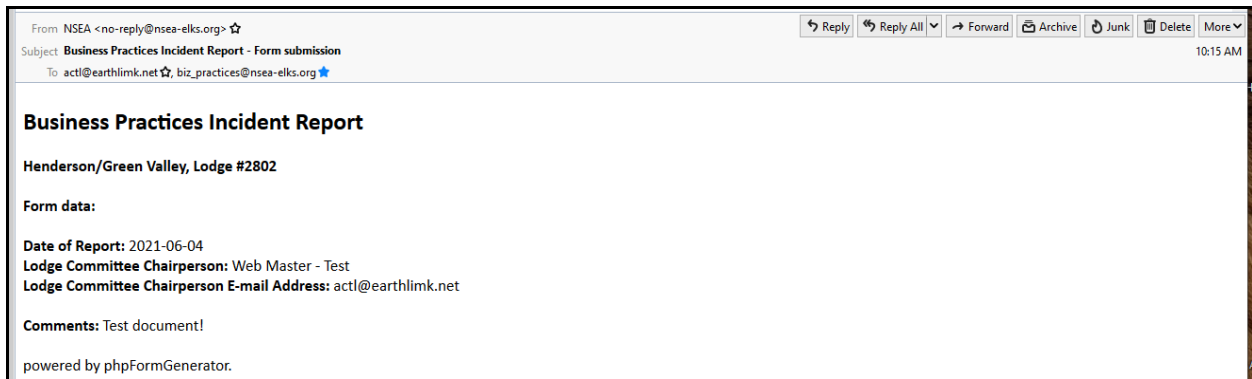 From NSEA <no-reply@nsea-elks.org>
Reply Reply All Forward Archive Junk Delete More
Subject Business Practices Incident Report - Form submission
10:15 AM
To actl@earthlimk.net, biz_practices@nsea-elks.org
Business Practices Incident Report
Henderson/Green Valley, Lodge #2802
Form data:
Date of Report: 2021-06-04
Lodge Committee Chairperson: Web Master - Test
Lodge Committee Chairperson E-mail Address: actl@earthlimk.net
Comments: Test document!
powered by phpFormGenerator.